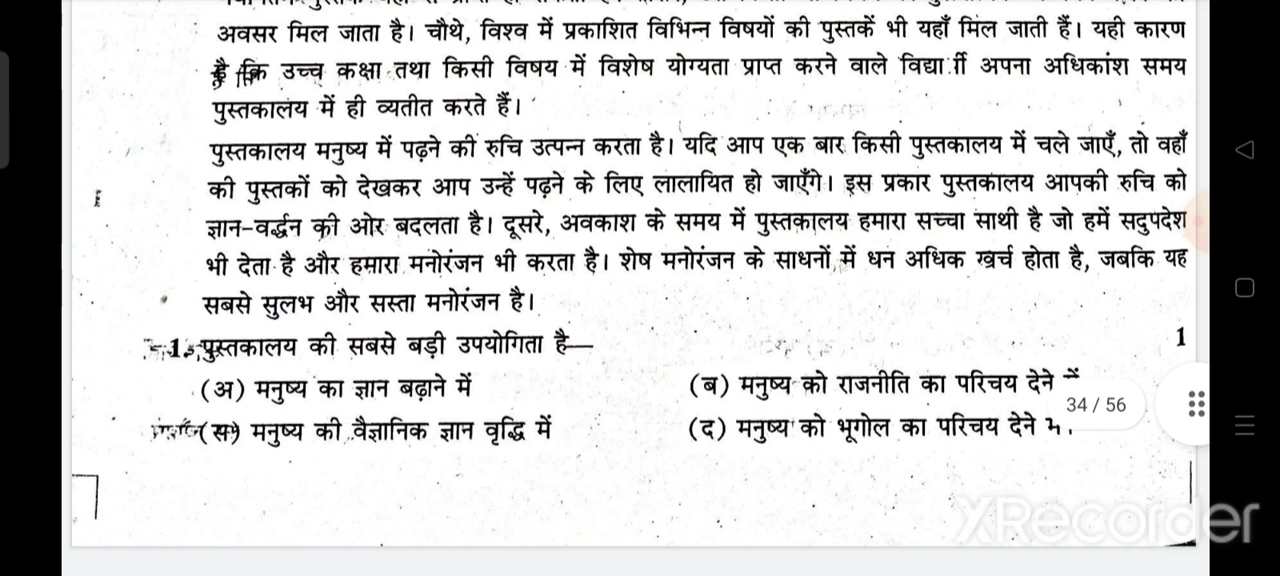 अवसर मिल जाता है। चौथे, विश्व में प्रकाशित विभिन्न विषयों की पुस्तकें भी यहाँ मिल जाती हैं। यही कारण
है कि उच्च कक्षा तथा किसी विषय में विशेष योग्यता प्राप्त करने वाले विद्यार्थी अपना अधिकांश समय
पुस्तकालय में ही व्यतीत करते हैं।
पुस्तकालय मनुष्य में पढ़ने की रुचि उत्पन्न करता है। यदि आप एक बार किसी पुस्तकालय में चले जाएँ, तो वहाँ
की पुस्तकों को देखकर आप उन्हें पढ़ने के लिए लालायित हो जाएँगे। इस प्रकार पुस्तकालय आपकी रुचि को
ज्ञान-वर्द्धन की ओर बदलता है। दूसरे, अवकाश के समय में पुस्तकालय हमारा सच्चा साथी है जो हमें सदुपदेश
भी देता है और हमारा मनोरंजन भी करता है। शेष मनोरंजन के साधनों में धन अधिक खर्च होता है, जबकि यह
सबसे सुलभ और सस्ता मनोरंजन है।
1. पुस्तकालय की सबसे बड़ी उपयोगिता है— 1
(अ) मनुष्य का ज्ञान बढ़ाने में (ब) मनुष्य को राजनीति का परिचय देने में
34 / 56
(स) मनुष्य की वैज्ञानिक ज्ञान वृद्धि में (द) मनुष्य को भूगोल का परिचय देने
XRecorder